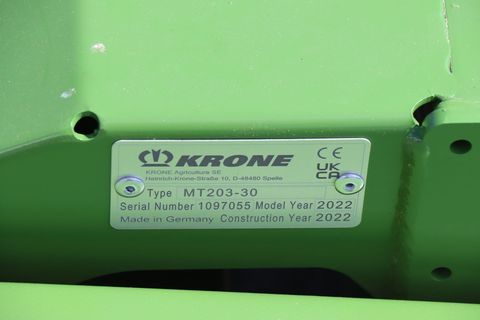 KRONE
CE
KRONE Agriculture SE
UK
CA
Heinrich-Krone-Straße 10, D-48480 Spelle
Type MT203-30
Serial Number 1097055 Model Year 2022
Made in Germany Construction Year 2022